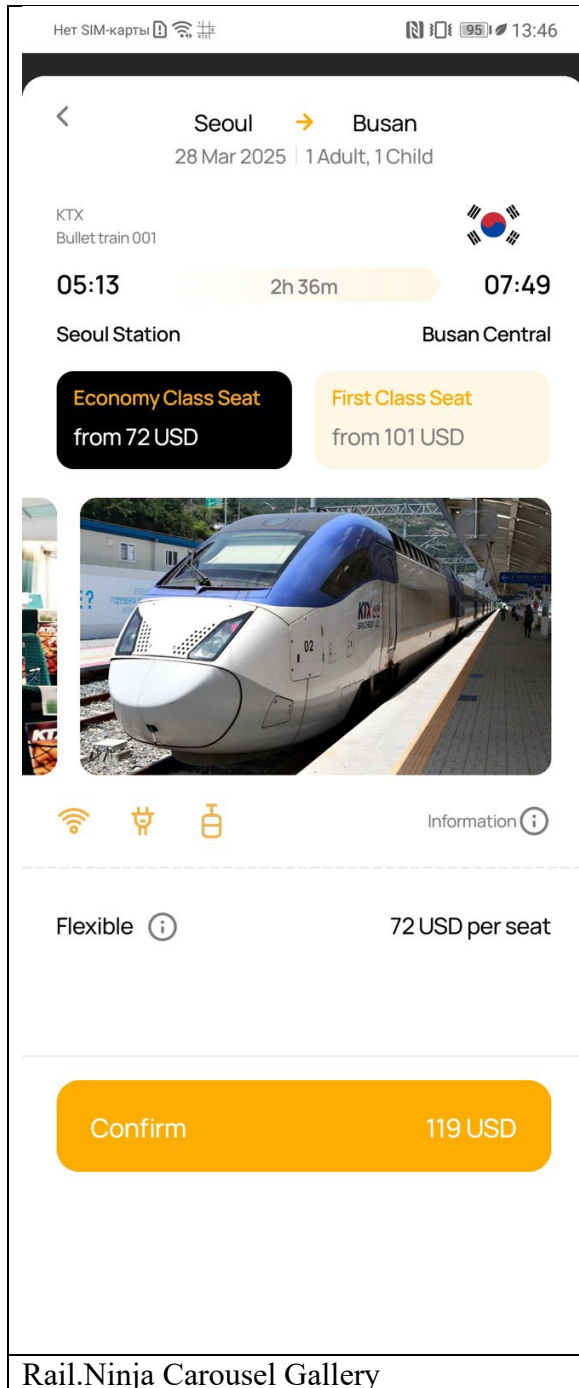 Нет SIM-карты 95 13:46
Seoul → Busan
28 Mar 2025 | 1 Adult, 1 Child
KTX
Bullet train 001
05:13 2h 36m 07:49
Seoul Station Busan Central
Economy Class Seat First Class Seat
from 72 USD from 101 USD
?
KTX
02
KT
Information
Flexible 72 USD per seat
Confirm 119 USD
Rail.Ninja Carousel Gallery